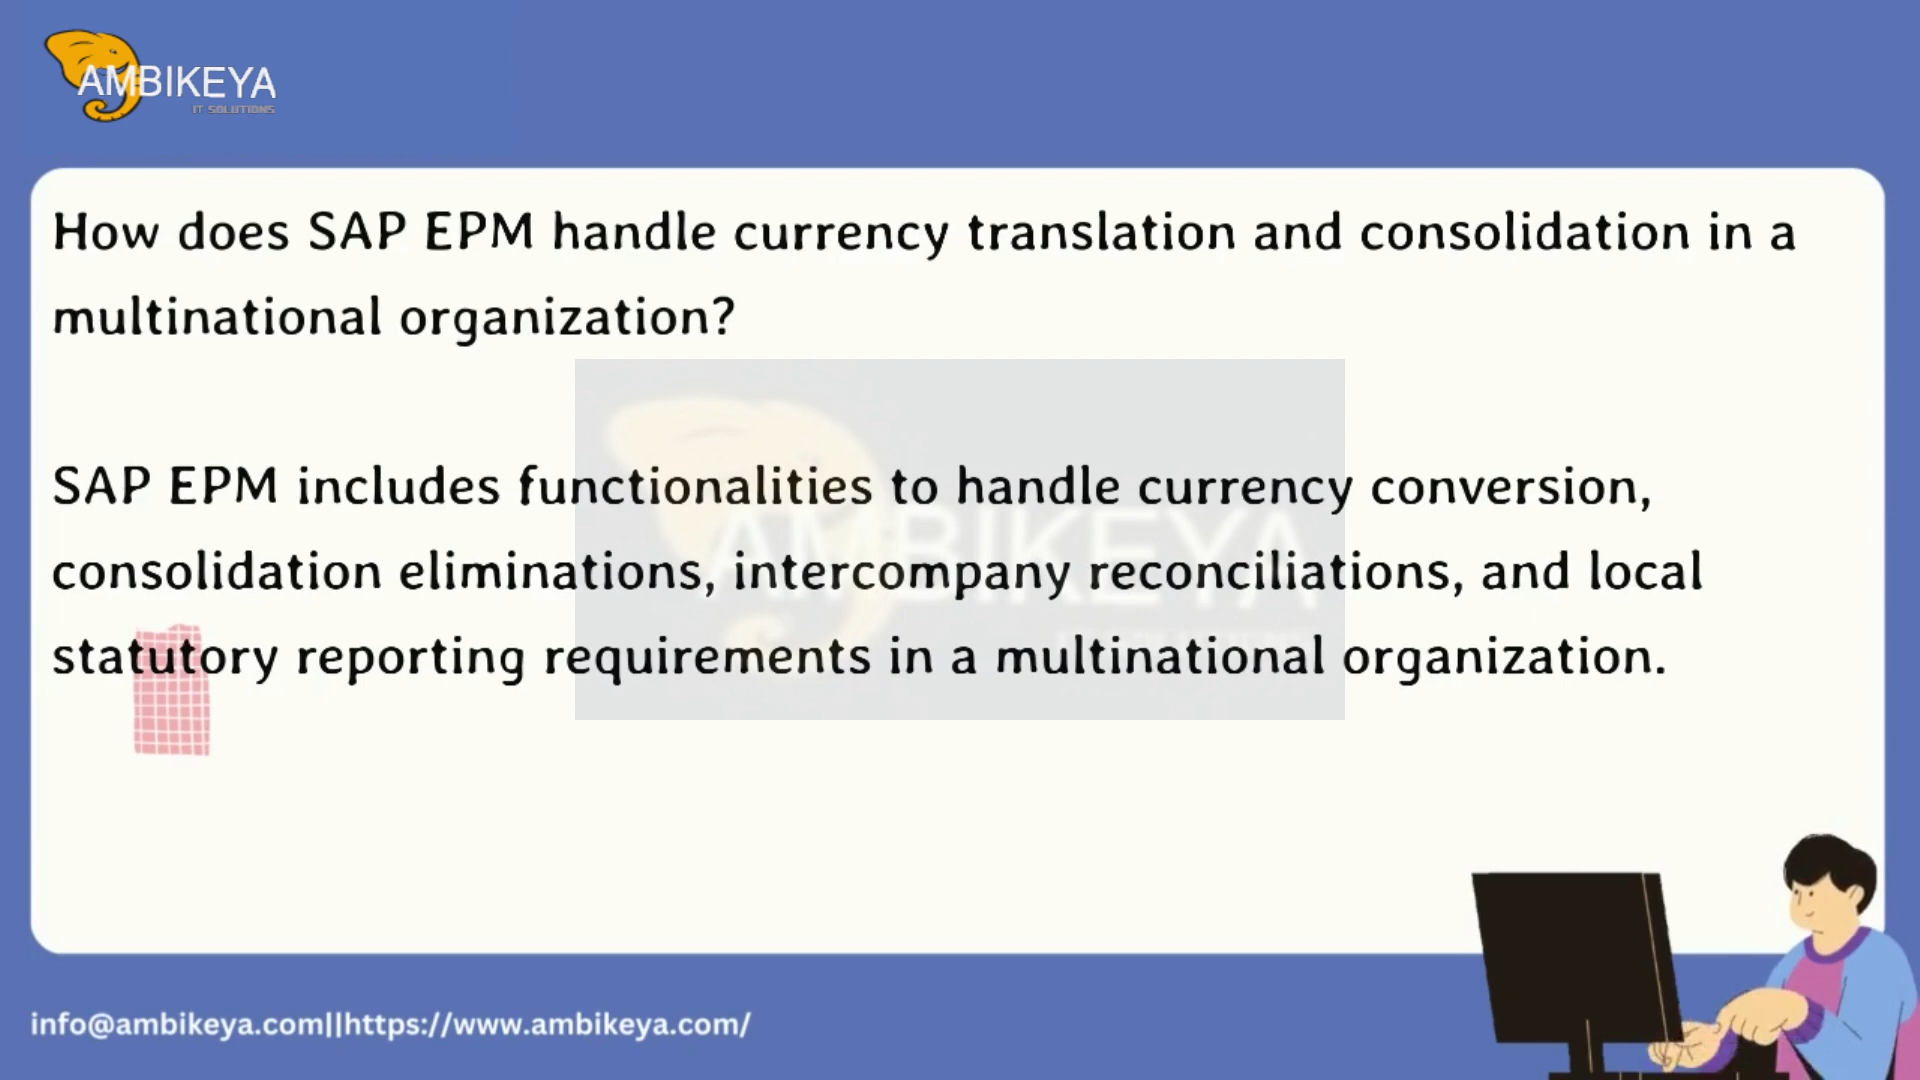 AMBIKEYA
IT SOLUTIONS
How does SAP EPM handle currency translation and consolidation in a
multinational organization?
SAP EPM includes functionalities to handle currency conversion,
consolidation eliminations, intercompany reconciliations, and local
statutory reporting requirements in a multinational organization.
AMBIKEYA
info@ambikeya.com||https://www.ambikeya.com/